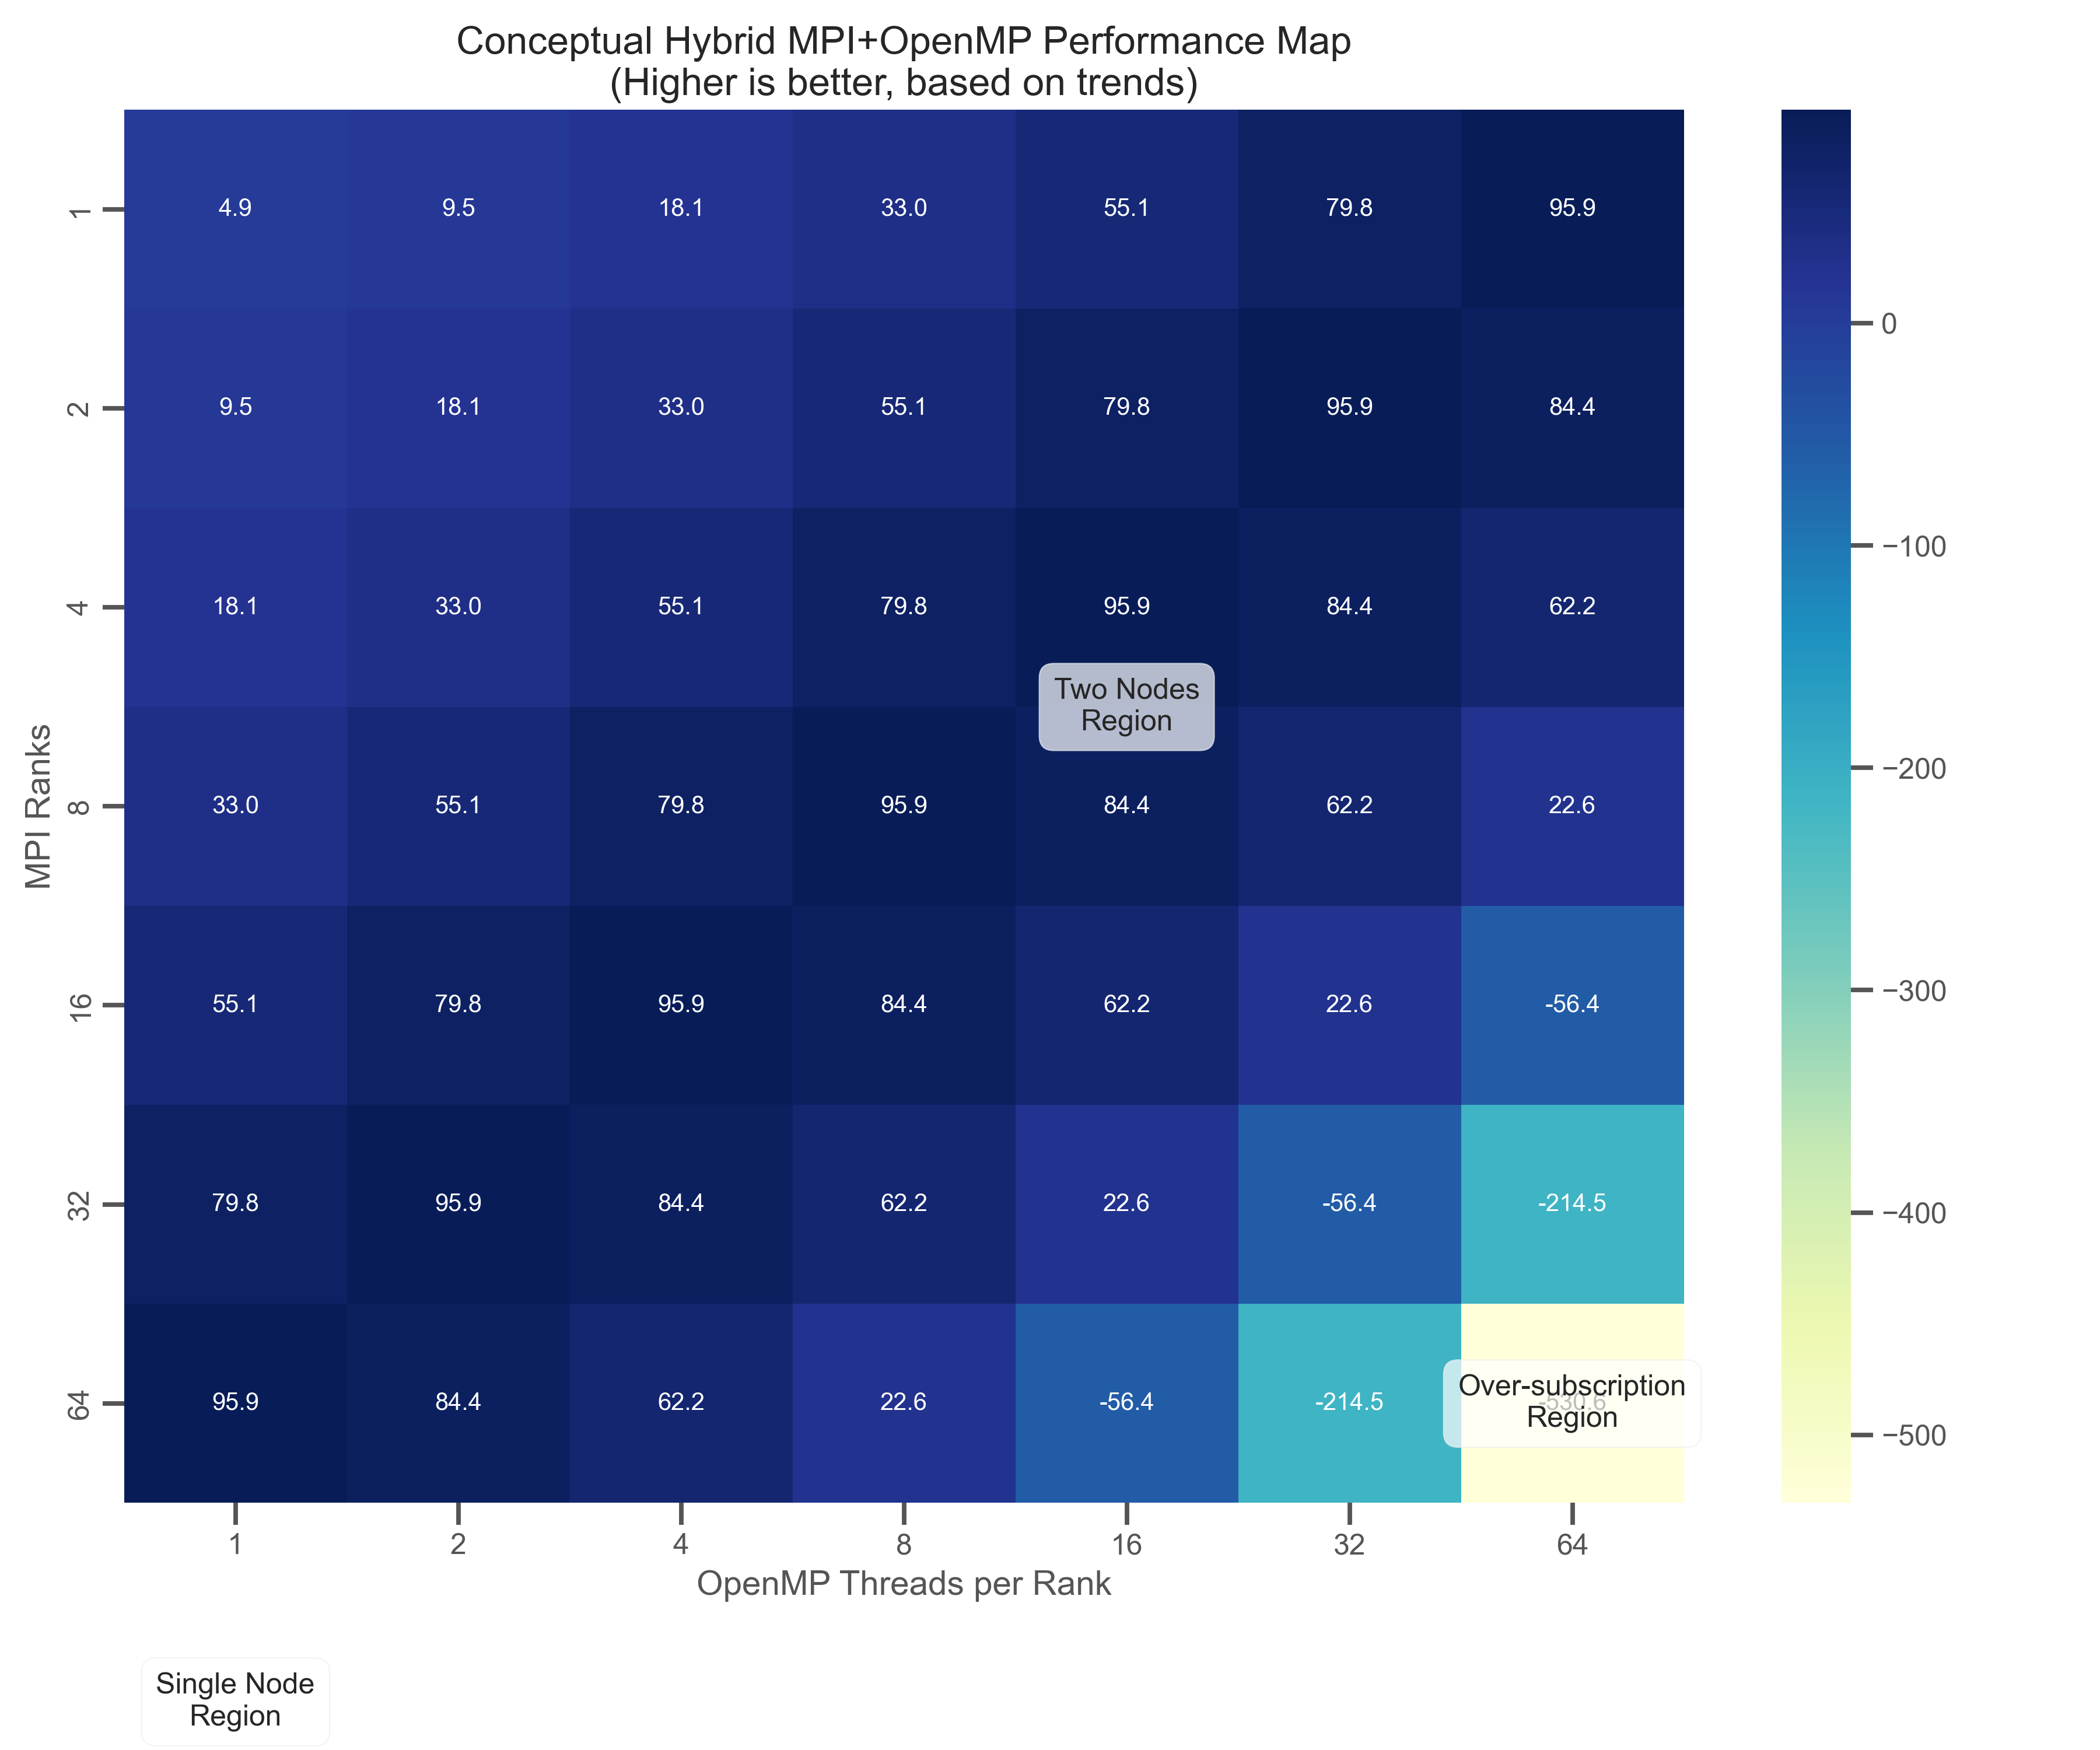 Conceptual Hybrid MPI+OpenMP Performance Map
(Higher is better, based on trends)
MPI Ranks
1 4.9 9.5 18.1 33.0 55.1 79.8 95.9
2 9.5 18.1 33.0 55.1 79.8 95.9 84.4
4 18.1 33.0 55.1 79.8 95.9 84.4 62.2
Two Nodes
Region
8 33.0 55.1 79.8 95.9 84.4 62.2 22.6
16 55.1 79.8 95.9 84.4 62.2 22.6 -56.4
32 79.8 95.9 84.4 62.2 22.6 -56.4 -214.5
64 95.9 84.4 62.2 22.6 -56.4 -214.5 -530.6
Over-subscription
Region
1 2 4 8 16 32 64
OpenMP Threads per Rank
Single Node
Region
0
−100
−200
−300
−400
−500